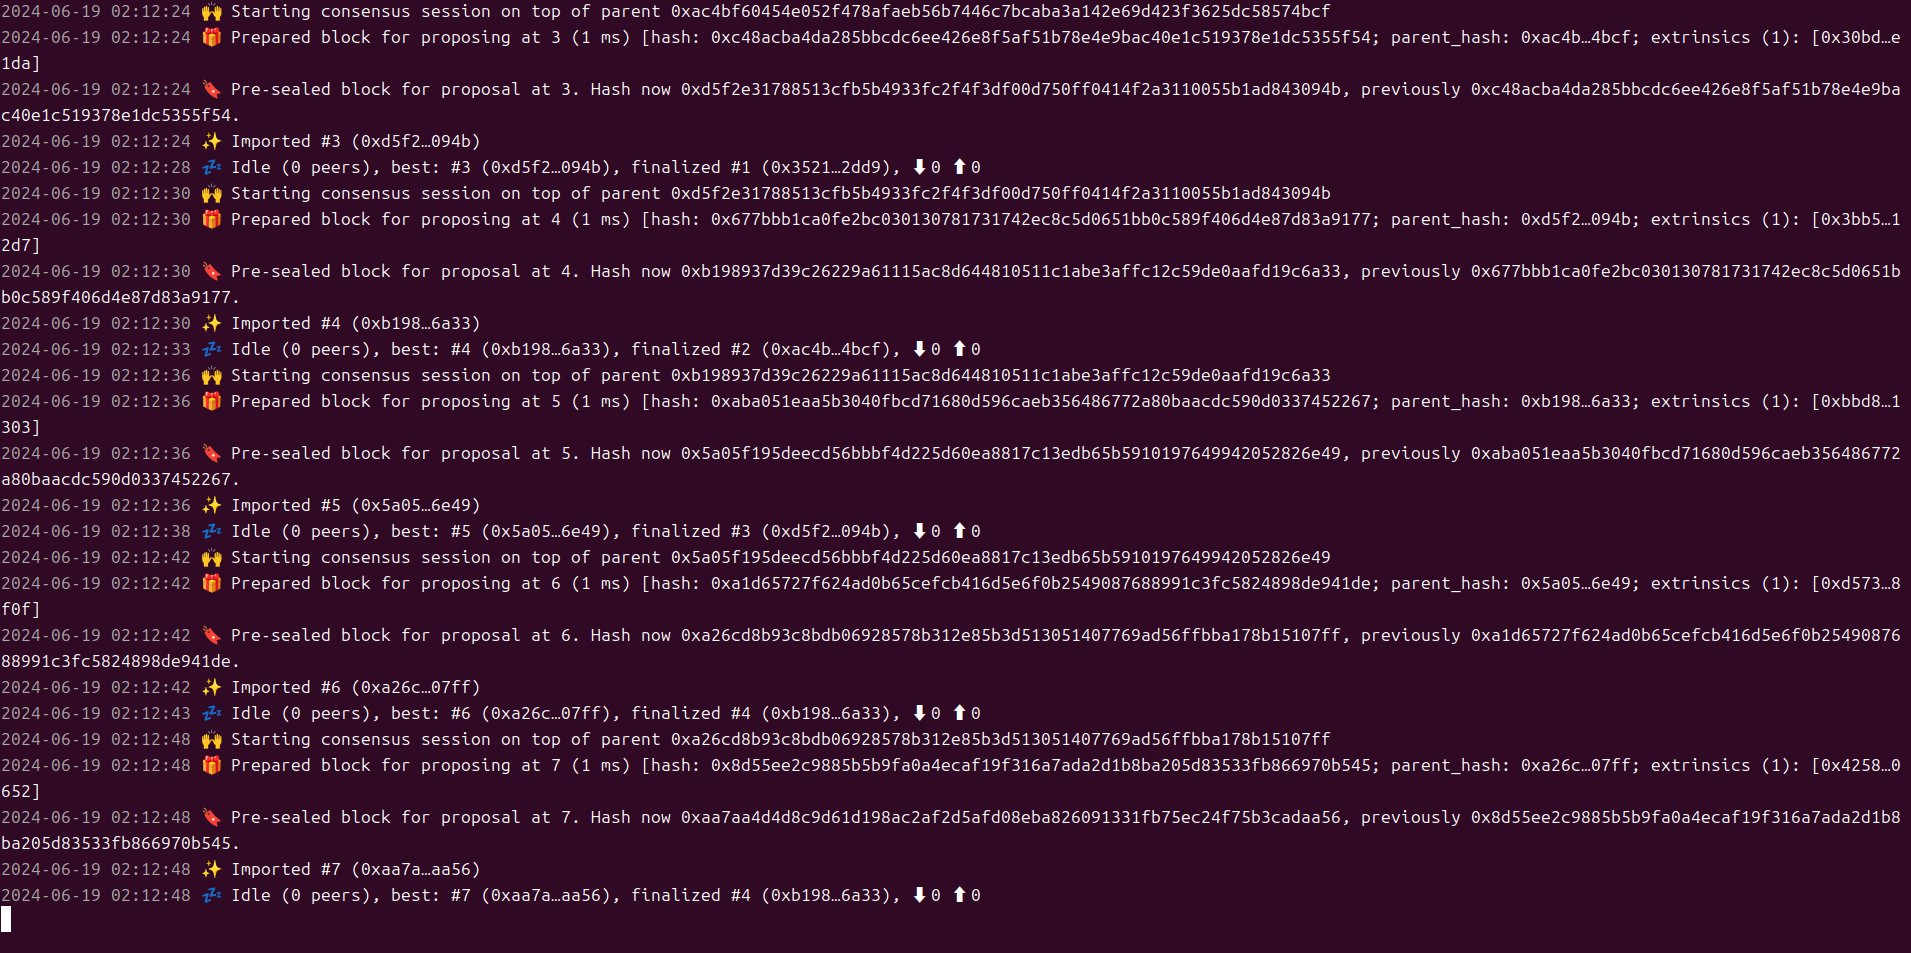 2024-06-19 02:12:24 🙌 Starting consensus session on top of parent 0xac4bf60454e052f478afaeb56b7446c7bcaba3a142e69d423f3625dc58574bcf
2024-06-19 02:12:24 🎁 Prepared block for proposing at 3 (1 ms) [hash: 0xc48acba4da285bbcdc6ee426e8f5af51b78e4e9bac40e1c519378e1dc5355f54; parent_hash: 0xac4b…4bcf; extrinsics (1): [0x30bd…e
1da]
2024-06-19 02:12:24 🔖 Pre-sealed block for proposal at 3. Hash now 0xd5f2e31788513cfb5b4933fc2f4f3df00d750ff0414f2a3110055b1ad843094b, previously 0xc48acba4da285bbcdc6ee426e8f5af51b78e4e9ba
c40e1c519378e1dc5355f54.
2024-06-19 02:12:24 ✨ Imported #3 (0xd5f2…094b)
2024-06-19 02:12:28 💤 Idle (0 peers), best: #3 (0xd5f2…094b), finalized #1 (0x3521…2dd9), ⬇ 0 ⬆ 0
2024-06-19 02:12:30 🙌 Starting consensus session on top of parent 0xd5f2e31788513cfb5b4933fc2f4f3df00d750ff0414f2a3110055b1ad843094b
2024-06-19 02:12:30 🎁 Prepared block for proposing at 4 (1 ms) [hash: 0x677bbb1ca0fe2bc030130781731742ec8c5d0651bb0c589f406d4e87d83a9177; parent_hash: 0xd5f2…094b; extrinsics (1): [0x3bb5…1
2d7]
2024-06-19 02:12:30 🔖 Pre-sealed block for proposal at 4. Hash now 0xb198937d39c26229a61115ac8d644810511c1abe3affc12c59de0aafd19c6a33, previously 0x677bbb1ca0fe2bc030130781731742ec8c5d0651b
b0c589f406d4e87d83a9177.
2024-06-19 02:12:30 ✨ Imported #4 (0xb198…6a33)
2024-06-19 02:12:33 💤 Idle (0 peers), best: #4 (0xb198…6a33), finalized #2 (0xac4b…4bcf), ⬇ 0 ⬆ 0
2024-06-19 02:12:36 🙌 Starting consensus session on top of parent 0xb198937d39c26229a61115ac8d644810511c1abe3affc12c59de0aafd19c6a33
2024-06-19 02:12:36 🎁 Prepared block for proposing at 5 (1 ms) [hash: 0xaba051eaa5b3040fbcd71680d596caeb356486772a80baacdc590d0337452267; parent_hash: 0xb198…6a33; extrinsics (1): [0xbbd8…1
303]
2024-06-19 02:12:36 🔖 Pre-sealed block for proposal at 5. Hash now 0x5a05f195deecd56bbbf4d225d60ea8817c13edb65b5910197649942052826e49, previously 0xaba051eaa5b3040fbcd71680d596caeb356486772
a80baacdc590d0337452267.
2024-06-19 02:12:36 ✨ Imported #5 (0x5a05…6e49)
2024-06-19 02:12:38 💤 Idle (0 peers), best: #5 (0x5a05…6e49), finalized #3 (0xd5f2…094b), ⬇ 0 ⬆ 0
2024-06-19 02:12:42 🙌 Starting consensus session on top of parent 0x5a05f195deecd56bbbf4d225d60ea8817c13edb65b5910197649942052826e49
2024-06-19 02:12:42 🎁 Prepared block for proposing at 6 (1 ms) [hash: 0xa1d65727f624ad0b65cefcb416d5e6f0b2549087688991c3fc5824898de941de; parent_hash: 0x5a05…6e49; extrinsics (1): [0xd573…8
f0f]
2024-06-19 02:12:42 🔖 Pre-sealed block for proposal at 6. Hash now 0xa26cd8b93c8bdb06928578b312e85b3d513051407769ad56ffbba178b15107ff, previously 0xa1d65727f624ad0b65cefcb416d5e6f0b25490876
88991c3fc5824898de941de.
2024-06-19 02:12:42 ✨ Imported #6 (0xa26c…07ff)
2024-06-19 02:12:43 💤 Idle (0 peers), best: #6 (0xa26c…07ff), finalized #4 (0xb198…6a33), ⬇ 0 ⬆ 0
2024-06-19 02:12:48 🙌 Starting consensus session on top of parent 0xa26cd8b93c8bdb06928578b312e85b3d513051407769ad56ffbba178b15107ff
2024-06-19 02:12:48 🎁 Prepared block for proposing at 7 (1 ms) [hash: 0x8d55ee2c9885b5b9fa0a4ecaf19f316a7ada2d1b8ba205d83533fb866970b545; parent_hash: 0xa26c…07ff; extrinsics (1): [0x4258…0
652]
2024-06-19 02:12:48 🔖 Pre-sealed block for proposal at 7. Hash now 0xaa7aa4d4d8c9d61d198ac2af2d5afd08eba826091331fb75ec24f75b3cadaa56, previously 0x8d55ee2c9885b5b9fa0a4ecaf19f316a7ada2d1b8
ba205d83533fb866970b545.
2024-06-19 02:12:48 ✨ Imported #7 (0xaa7a…aa56)
2024-06-19 02:12:48 💤 Idle (0 peers), best: #7 (0xaa7a…aa56), finalized #4 (0xb198…6a33), ⬇ 0 ⬆ 0